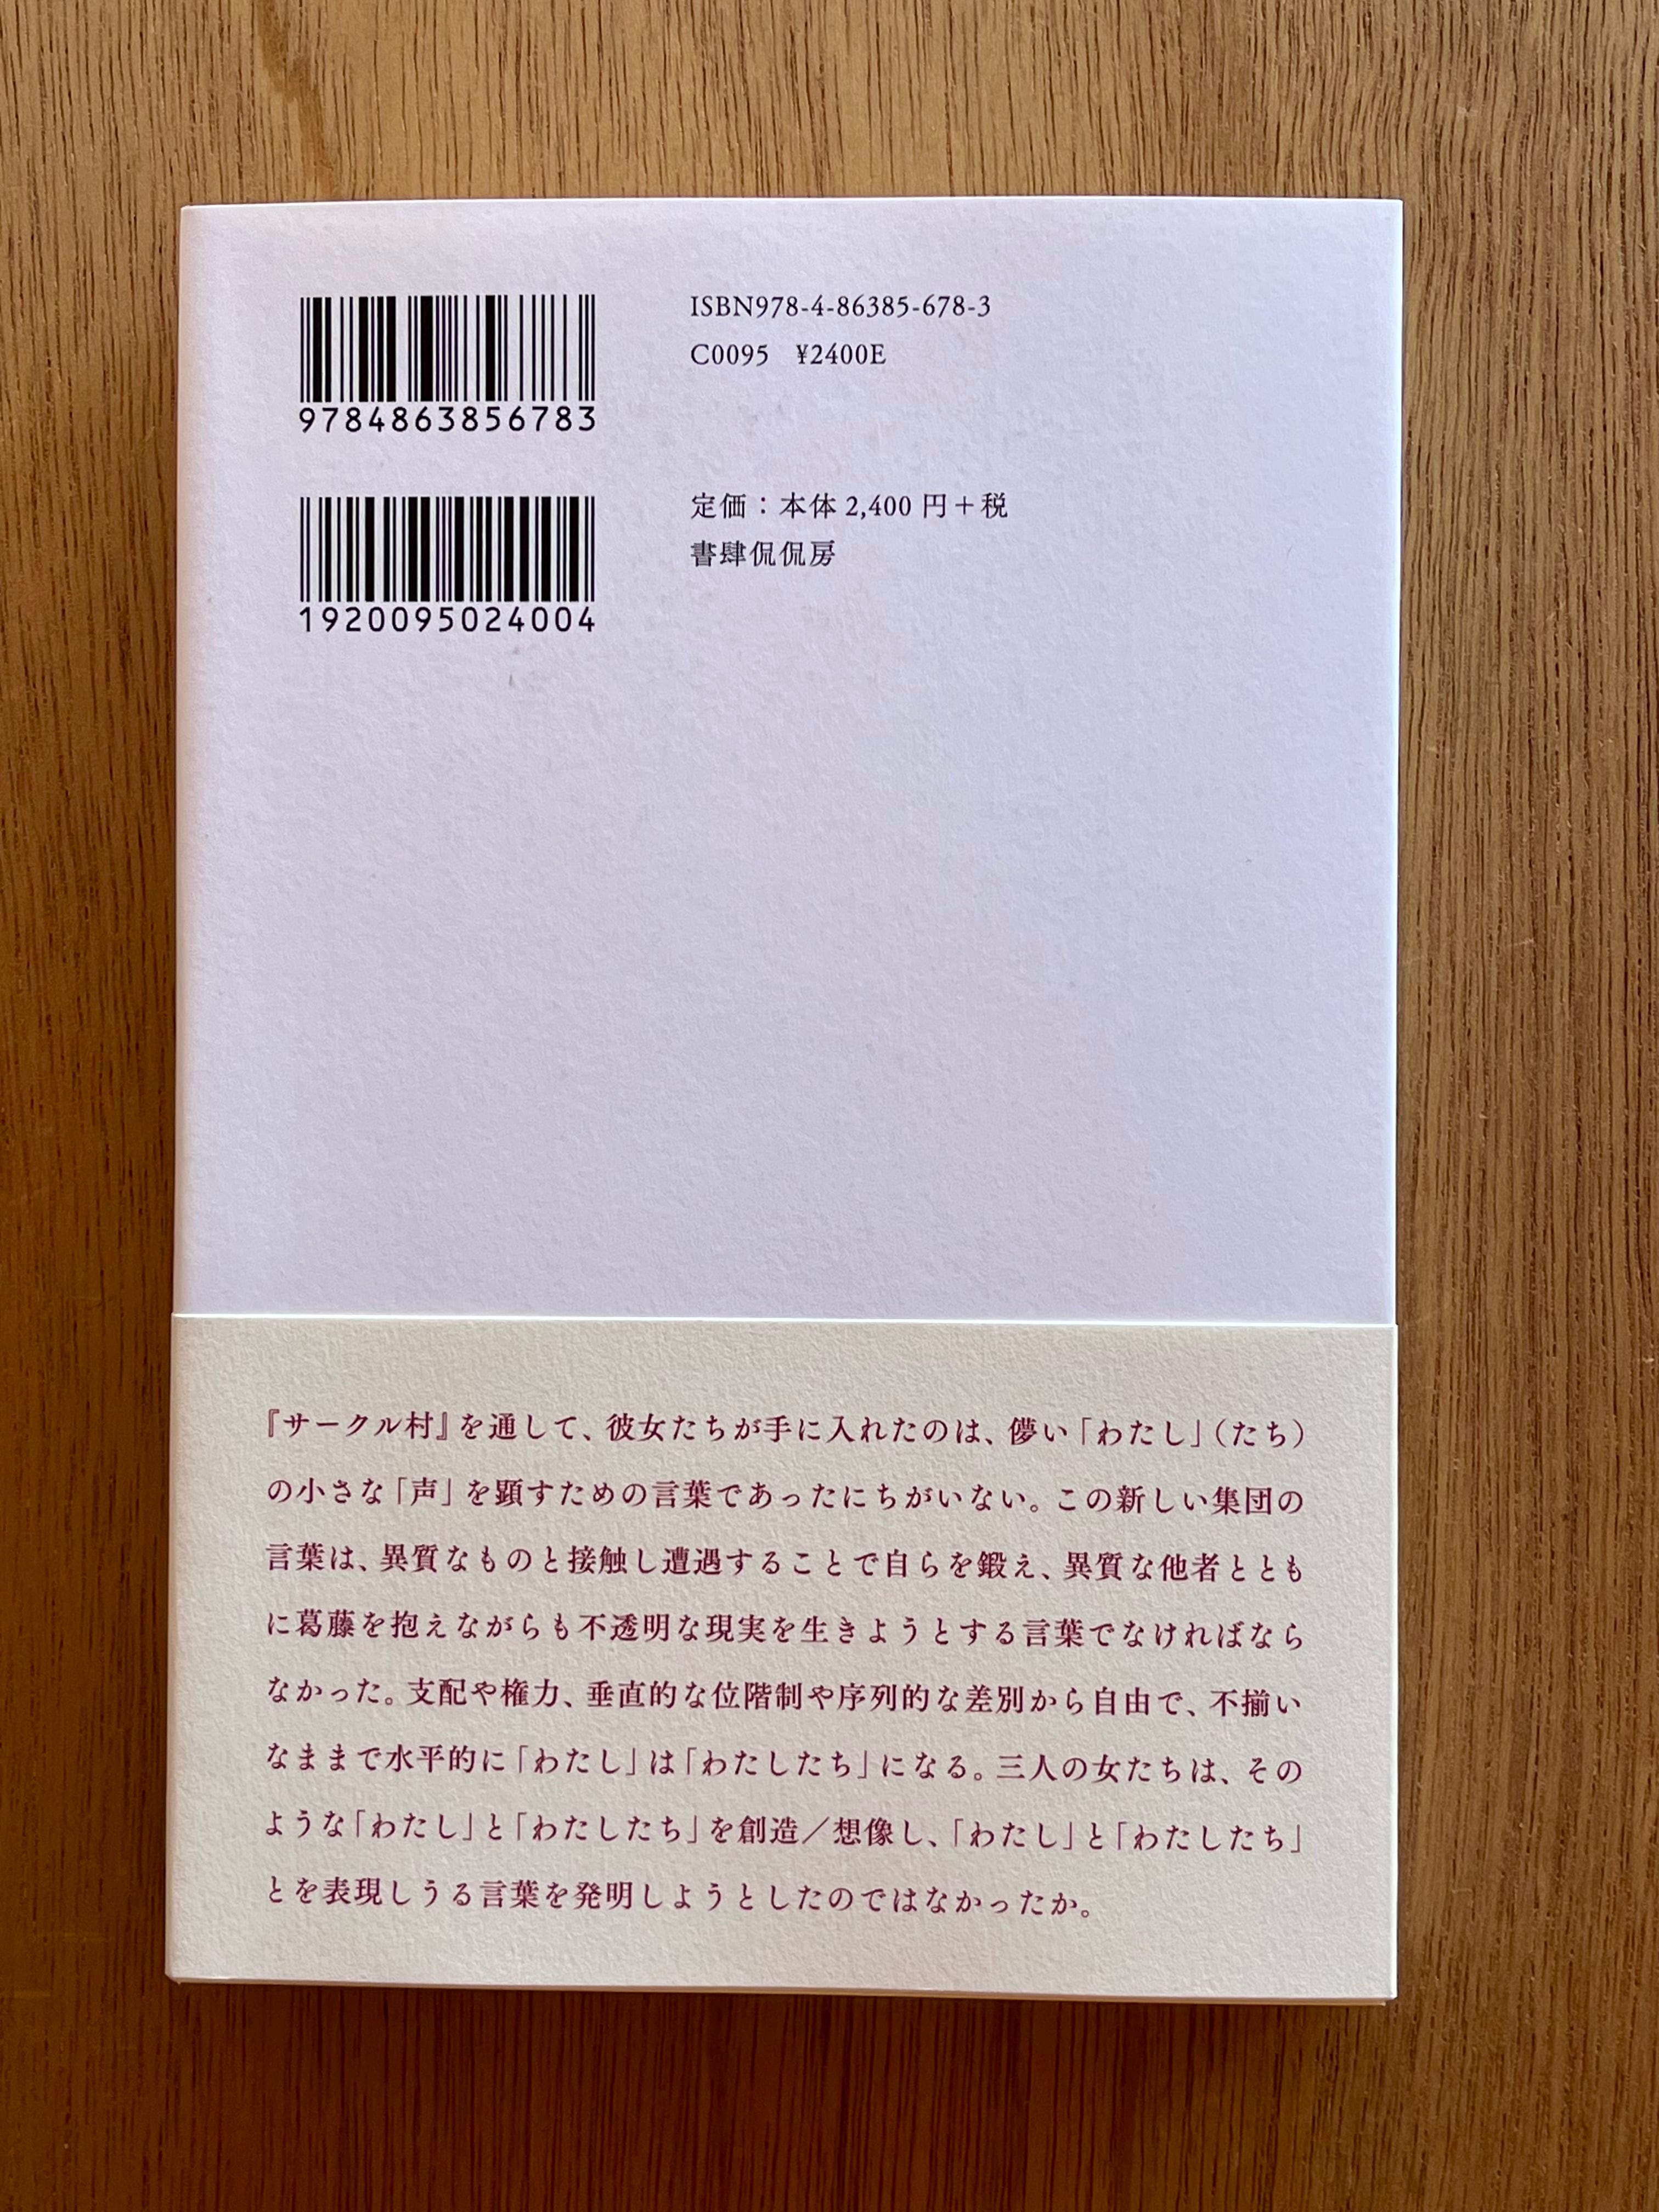 9784863856783
ISBN978-4-86385-678-3
C0095 ¥2400E
1920095024004
定価：本体 2,400 円＋税
書肆侃侃房
『サークル村』を通して、彼女たちが手に入れたのは、儚い「わたし」（たち）
の小さな「声」を顕すための言葉であったにちがいない。この新しい集団の
言葉は、異質なものと接触し遭遇することで自らを鍛え、異質な他者ととも
に葛藤を抱えながらも不透明な現実を生きようとする言葉でなければなら
なかった。支配や権力、垂直的な位階制や序列的な差別から自由で、不揃い
なままで水平的に「わたし」は「わたしたち」になる。三人の女たちは、その
ような「わたし」と「わたしたち」を創造／想像し、「わたし」と「わたしたち」
とを表現しうる言葉を発明しようとしたのではなかったか。